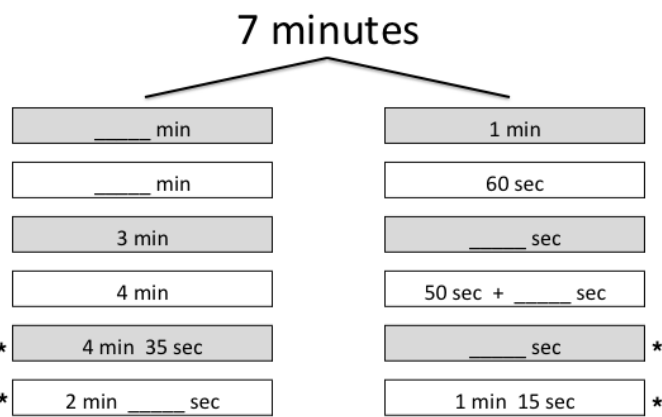 7 minutes
_____ min 1 min
_____ min 60 sec
3 min _____ sec
4 min 50 sec + _____ sec
* 4 min 35 sec _____ sec *
* 2 min _____ sec 1 min 15 sec *